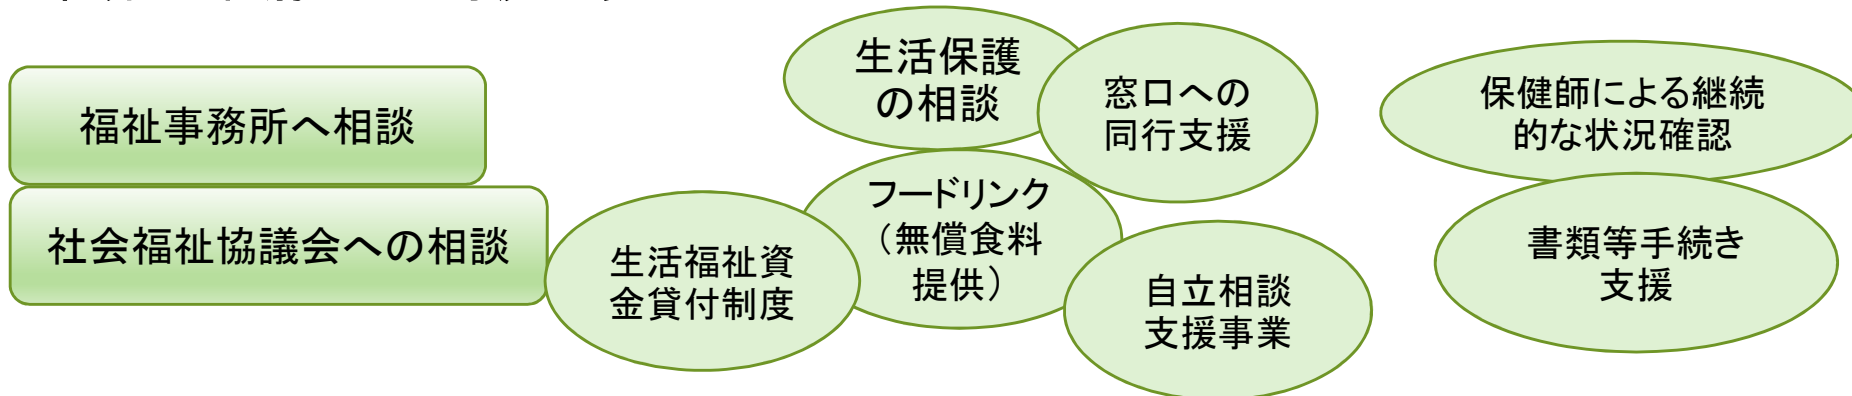 福祉事務所へ相談
社会福祉協議会への相談
生活保護
の相談
窓口への
同行支援
フードリンク
（無償食料
提供）
生活福祉資
金貸付制度
自立相談
支援事業
保健師による継続
的な状況確認
書類等手続き
支援